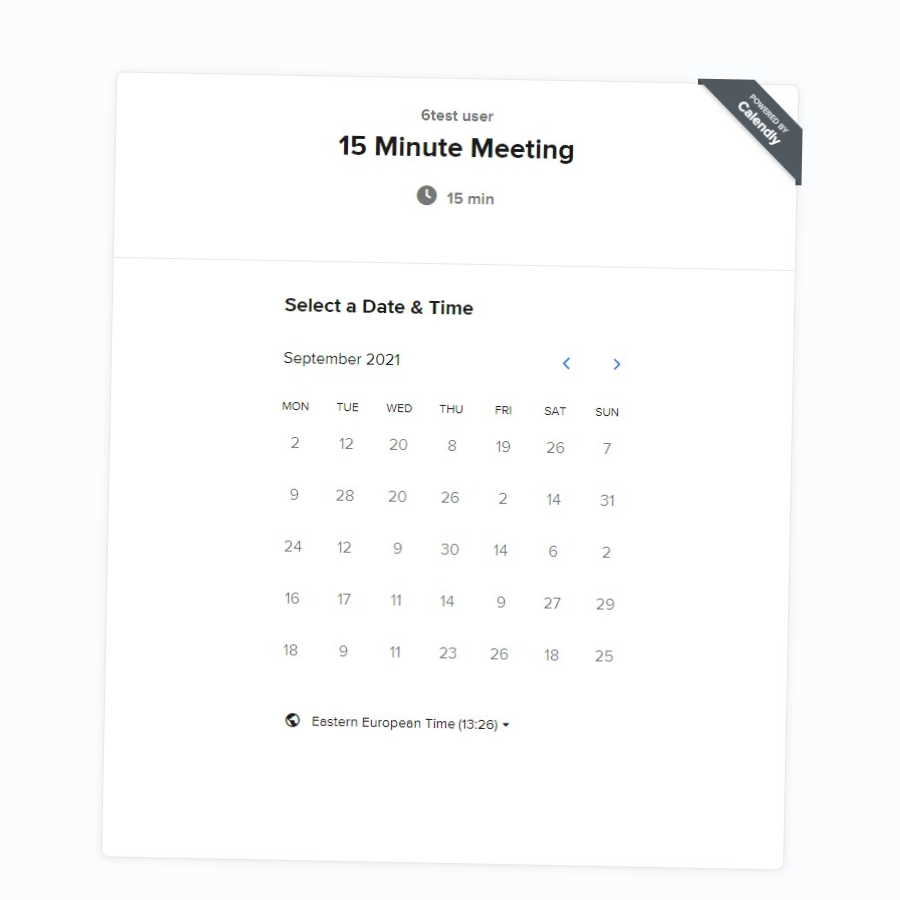 6test user
POWERED BY
Calendly
15 Minute Meeting
15 min
Select a Date & Time
September 2021
MON TUE WED THU FRI SAT SUN
2 12 20 8 19 26 7
9 28 20 26 2 14 31
24 12 9 30 14 6 2
16 17 11 14 9 27 29
18 9 11 23 26 18 25
Eastern European Time (13:26)